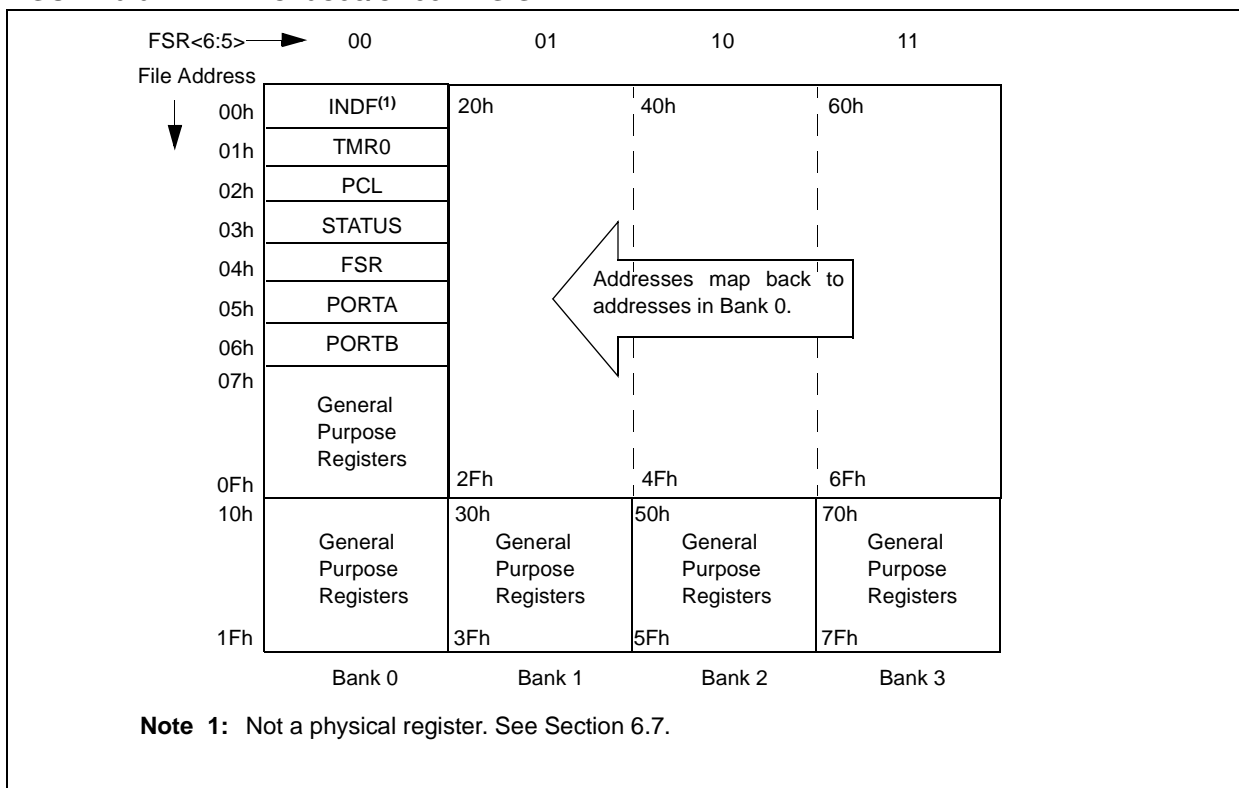 FSR<6:5> 00 01 10 11
File Address
00h INDF(1) 20h 40h 60h
01h TMR0
02h PCL
03h STATUS
04h FSR
Addresses map back to
addresses in Bank 0.
05h PORTA
06h PORTB
07h
General
Purpose
Registers
0Fh 2Fh 4Fh 6Fh
10h 30h 50h 70h
General General General General
Purpose Purpose Purpose Purpose
Registers Registers Registers Registers
1Fh 3Fh 5Fh 7Fh
Bank 0 Bank 1 Bank 2 Bank 3
Note 1: Not a physical register. See Section 6.7.